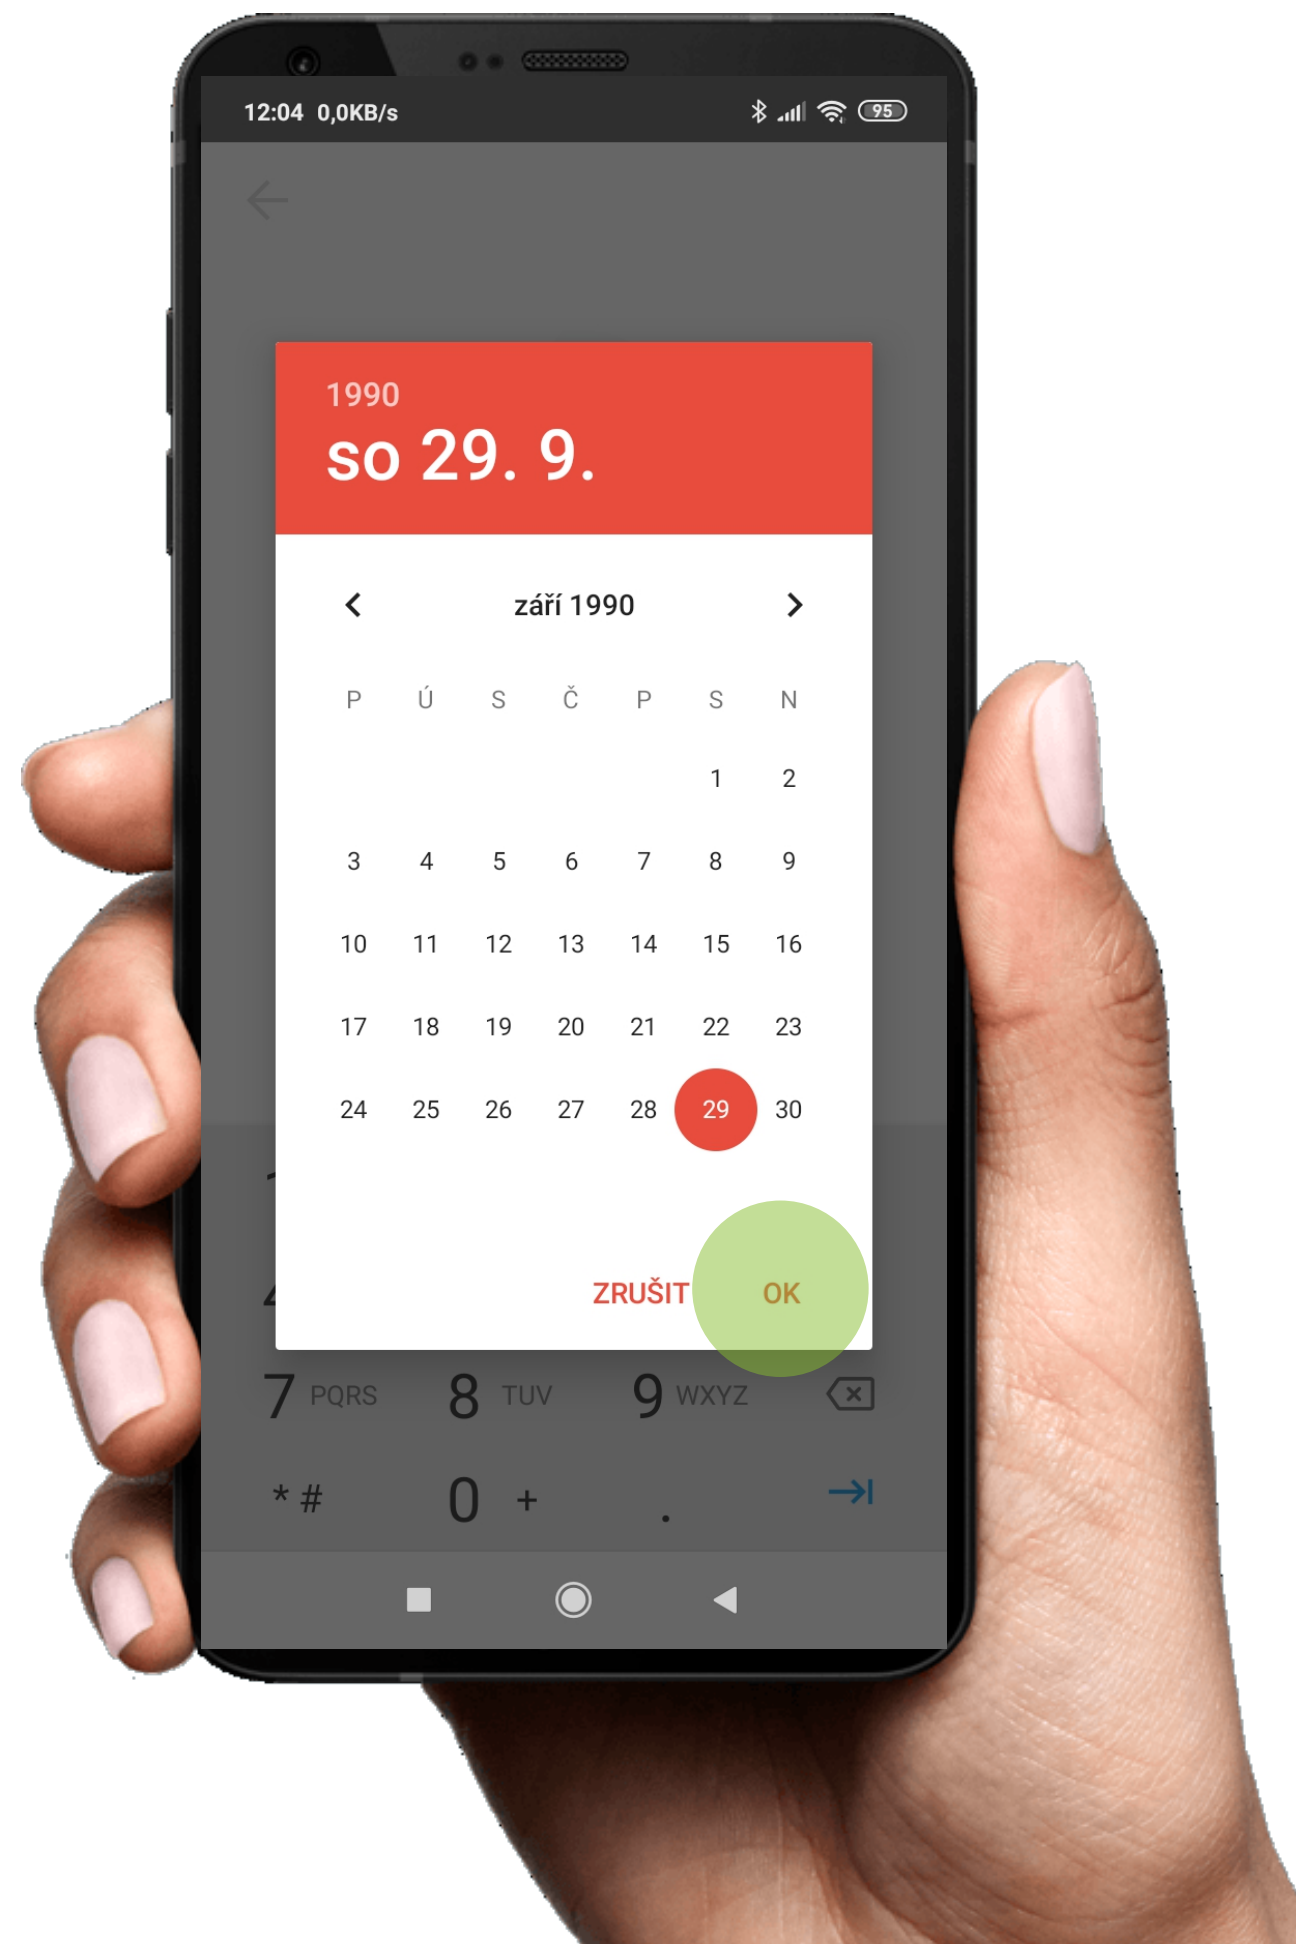 12:04 0,0KB/s 95
1990
so 29. 9.
září 1990
P Ú S Č P S N
1 2
3 4 5 6 7 8 9
10 11 12 13 14 15 16
17 18 19 20 21 22 23
24 25 26 27 28 29 30
ZRUŠIT OK
7 PQRS 8 TUV 9 WXYZ
* # 0 + .